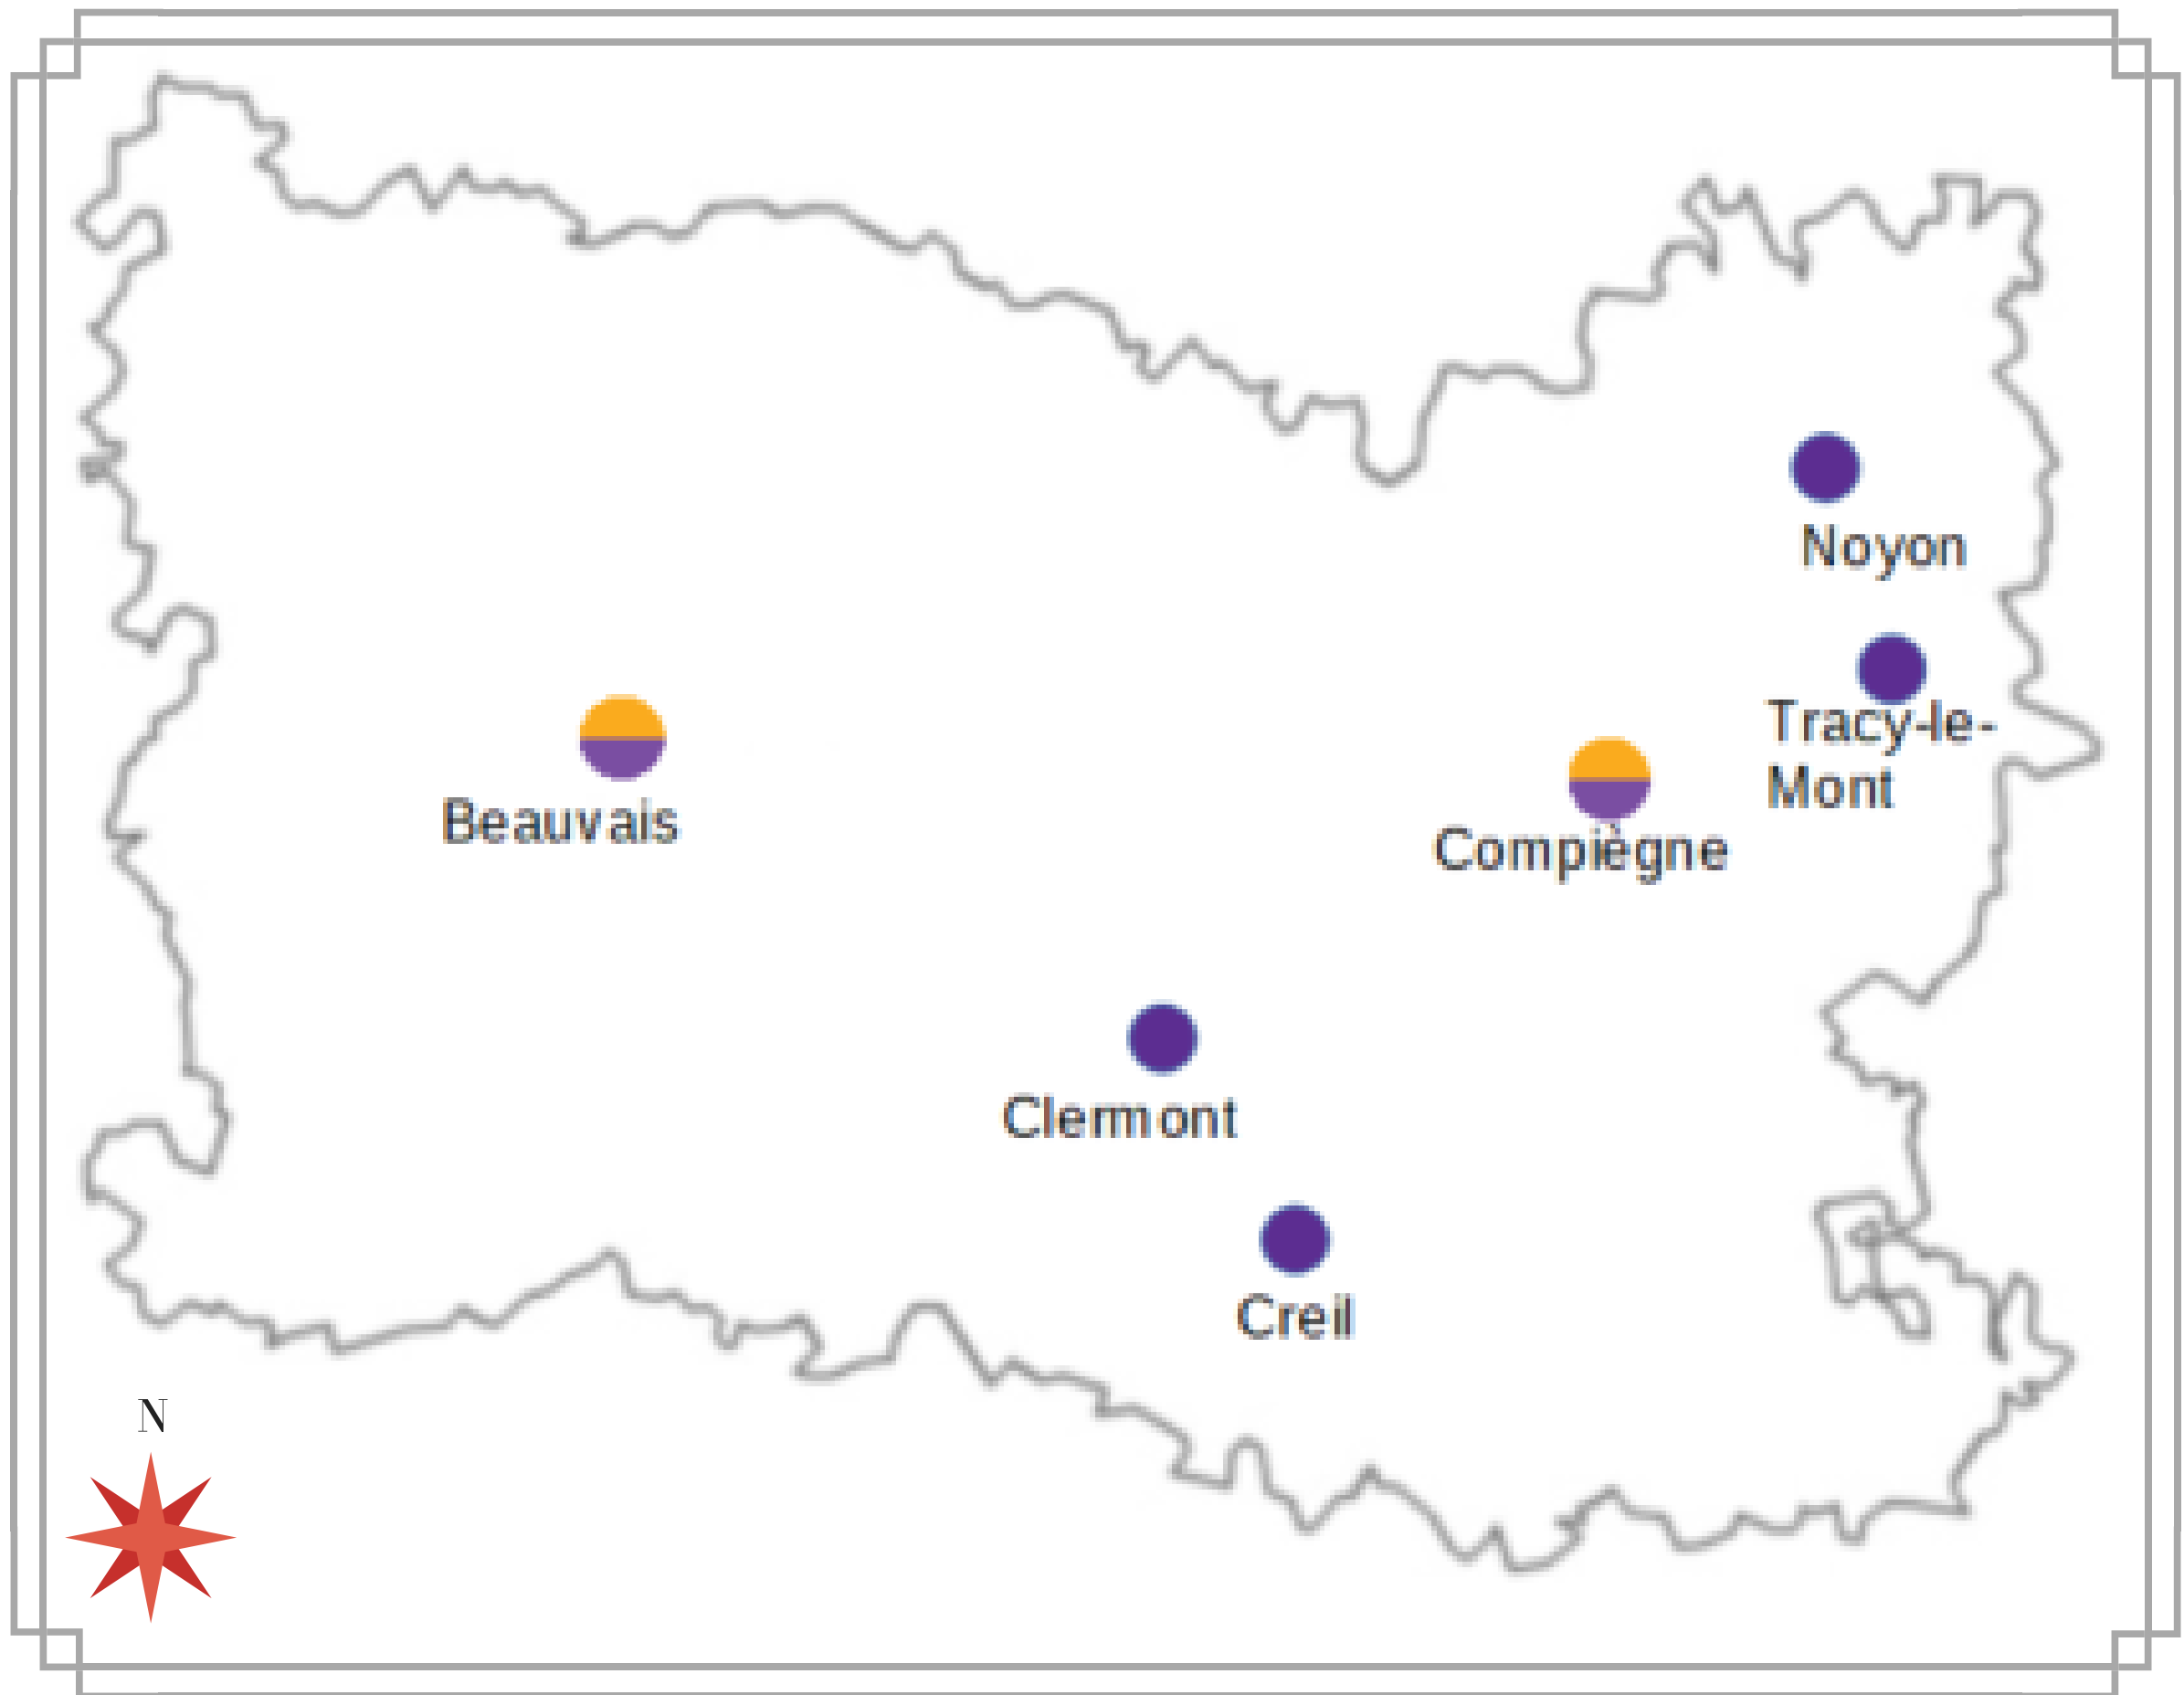 Noyon
Tracy-le-
Mont
Beauvais
Compiègne
Clermont
Creil
N